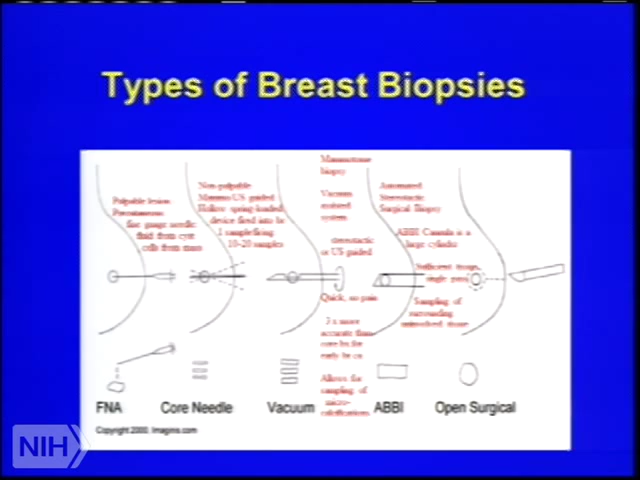 Types of Breast Biopsies
Palpable lesion
Percutaneous
fine gauge needle
fluid from cyst
cells from mass
Non-palpable
Mammo/US guided
Hollow spring-loaded
device fired into
1 sample/firing
10-20 samples
Mammotome
biopsy
Vacuum
assisted
system
stereotactic
or US guided
Quick, no pain
3 x more
accurate than
core bx for
early
Allows for
sampling of
micro-
calcifications
Automated
Stereotactic
Surgical Biopsy
ABBI Cannula is a
large cylinder
Sufficient tissue,
single pass
Sampling of
surrounding
uninvolved tissue
FNA
Core Needle
Vacuum
ABBI
Open Surgical
Copyright 2000. Imaginis.com
NIH